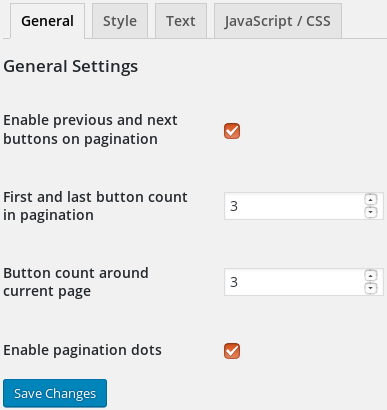 General Style Text JavaScript / CSS
General Settings
Enable previous and next
buttons on pagination
First and last button count
in pagination
3
Button count around
current page
3
Enable pagination dots
Save Changes